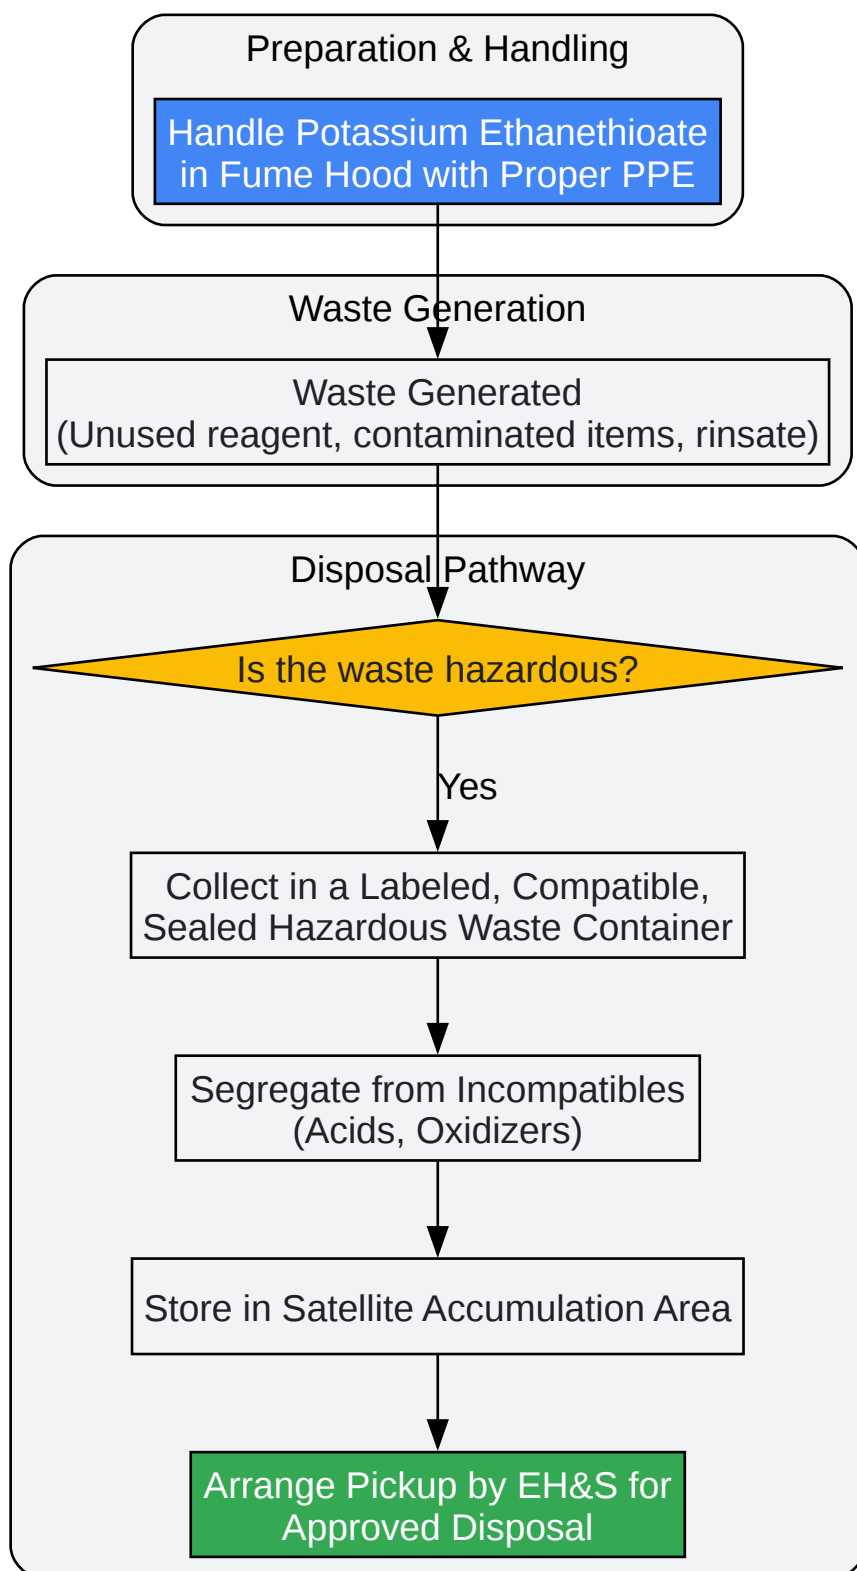 Preparation & Handling
Handle Potassium Ethanethioate
in Fume Hood with Proper PPE
Waste Generation
Waste Generated
(Unused reagent, contaminated items, rinsate)
Disposal Pathway
Is the waste hazardous?
Yes
Collect in a Labeled, Compatible,
Sealed Hazardous Waste Container
Segregate from Incompatibles
(Acids, Oxidizers)
Store in Satellite Accumulation Area
Arrange Pickup by EH&S for
Approved Disposal